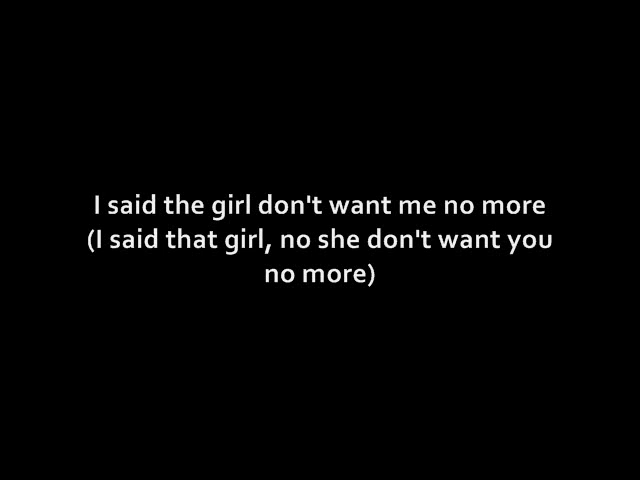 I said the girl don't want me no more
(I said that girl, no she don't want you
no more)